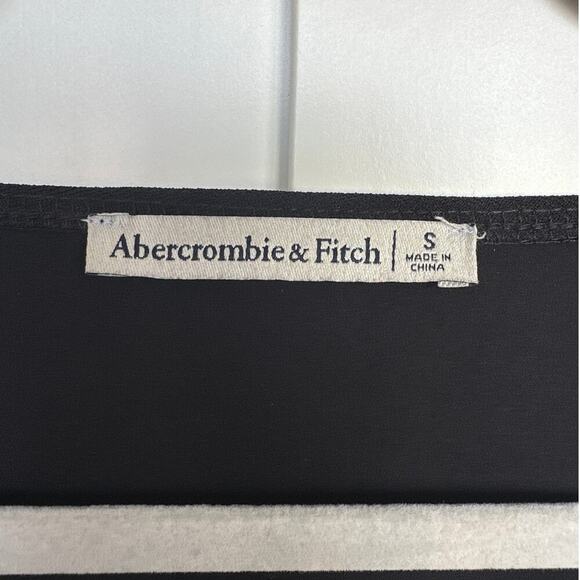 Abercrombie & Fitch
S
MADE IN
CHINA